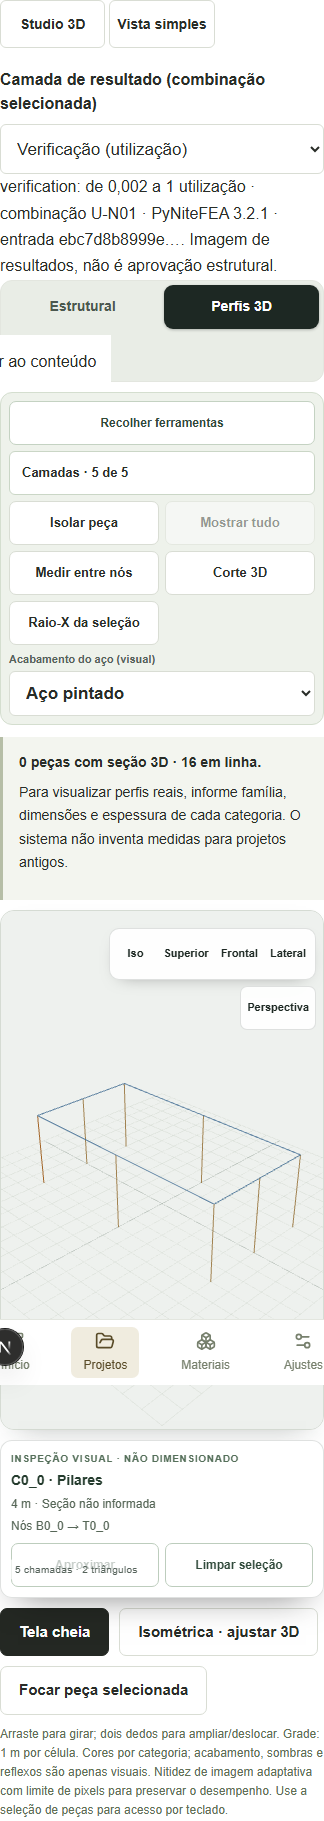 Studio 3D
Vista simples
Camada de resultado (combinação
selecionada)
Verificação (utilização)
verification: de 0,002 a 1 utilização ·
combinação U-N01 · PyNiteFEA 3.2.1 ·
entrada ebc7d8b8999e…. Imagem de
resultados, não é aprovação estrutural.
Estrutural
Perfis 3D
r ao conteúdo
Recolher ferramentas
Camadas · 5 de 5
Isolar peça
Mostrar tudo
Medir entre nós
Corte 3D
Raio-X da seleção
Acabamento do aço (visual)
Aço pintado
0 peças com seção 3D · 16 em linha.
Para visualizar perfis reais, informe família,
dimensões e espessura de cada categoria. O
sistema não inventa medidas para projetos
antigos.
Iso
Superior
Frontal
Lateral
Perspectiva
N
Início
Projetos
Materiais
Ajustes
INSPEÇÃO VISUAL · NÃO DIMENSIONADO
C0_0 · Pilares
4 m · Seção não informada
Nós B0_0 → T0_0
Aproximar
5 chamadas · 2 triângulos
Limpar seleção
Tela cheia
Isométrica · ajustar 3D
Focar peça selecionada
Arraste para girar; dois dedos para ampliar/deslocar. Grade:
1 m por célula. Cores por categoria; acabamento, sombras e
reflexos são apenas visuais. Nitidez de imagem adaptativa
com limite de pixels para preservar o desempenho. Use a
seleção de peças para acesso por teclado.